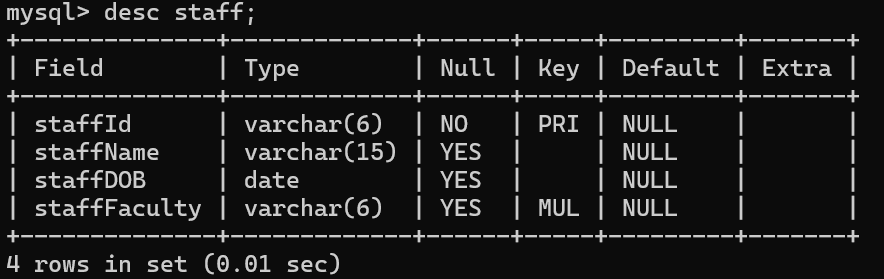 mysql> desc staff;
+--------------+-------------+------+-----+---------+-------+
| Field        | Type        | Null | Key | Default | Extra |
+--------------+-------------+------+-----+---------+-------+
| staffId      | varchar(6)  | NO   | PRI | NULL    |       |
| staffName    | varchar(15) | YES  |     | NULL    |       |
| staffDOB     | date        | YES  |     | NULL    |       |
| staffFaculty | varchar(6)  | YES  | MUL | NULL    |       |
+--------------+-------------+------+-----+---------+-------+
4 rows in set (0.01 sec)